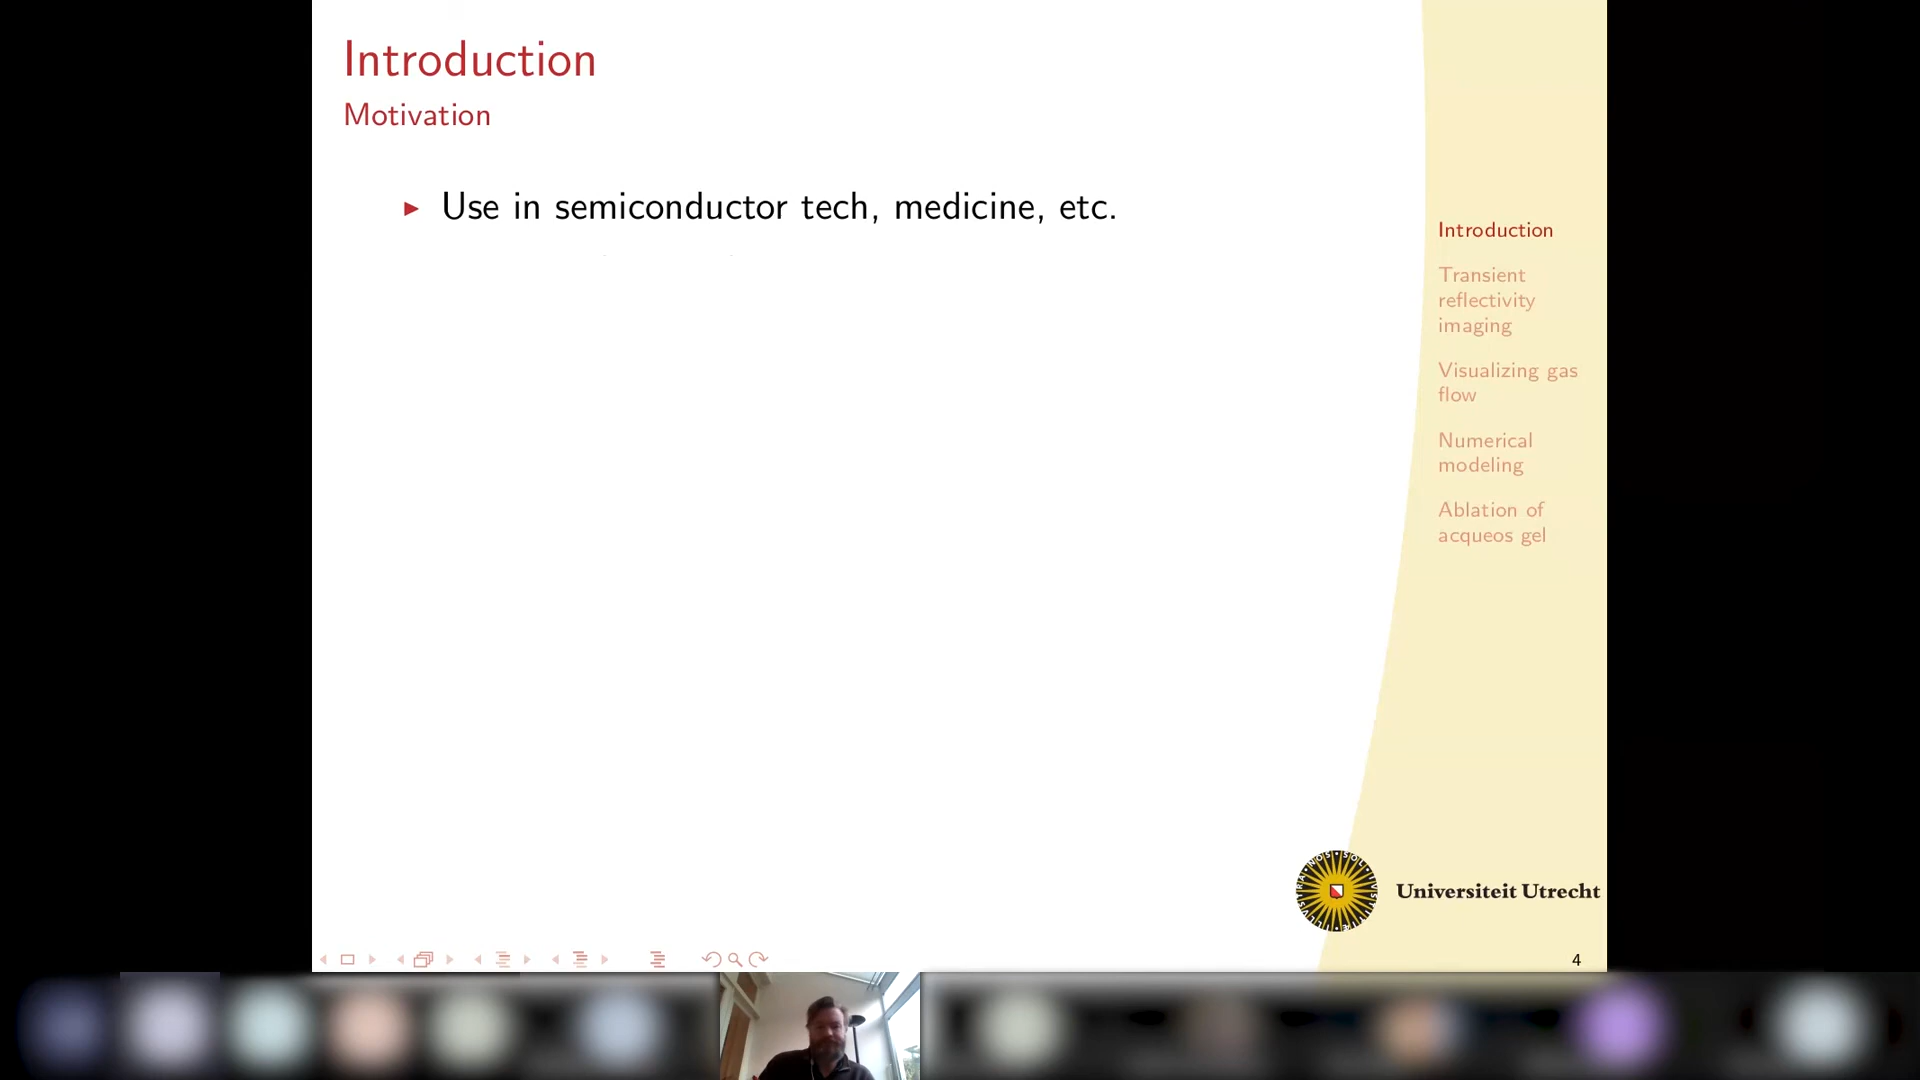 Introduction
Motivation
Use in semiconductor tech, medicine, etc.
Introduction
Transient
reflectivity
imaging
Visualizing gas
flow
Numerical
modeling
Ablation of
acqueos gel
Universiteit Utrecht
4